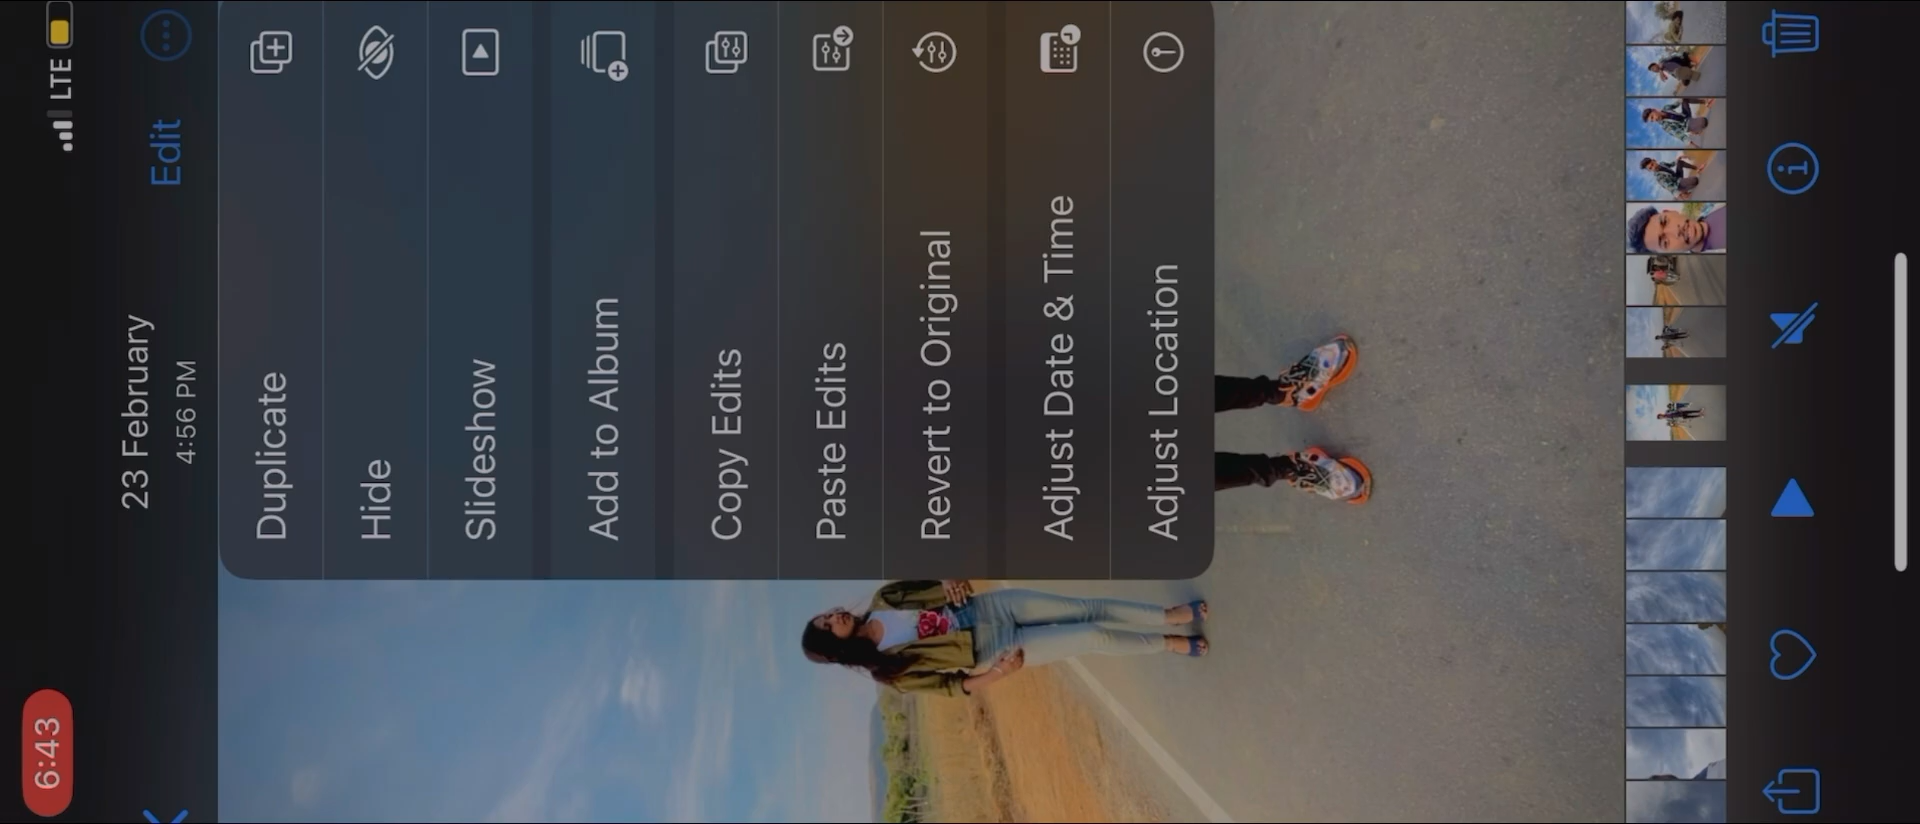 6:43
LTE
23 February
4:56 PM
Edit
Duplicate
Hide
Slideshow
Add to Album
Copy Edits
Paste Edits
Revert to Original
Adjust Date & Time
Adjust Location